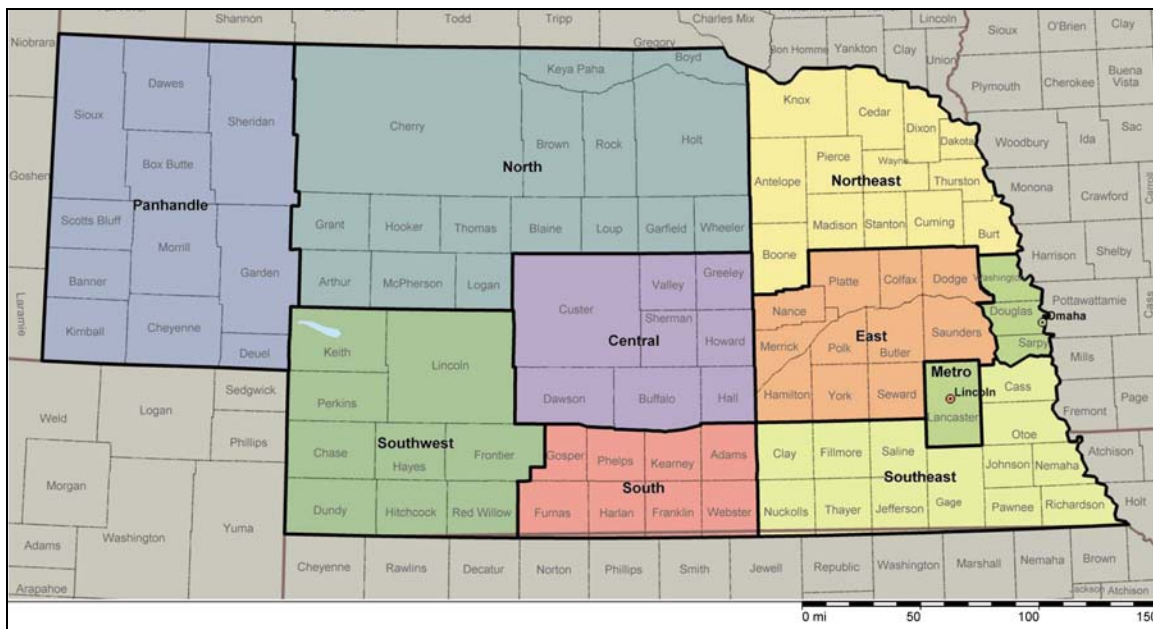 Shannon Todd Tripp Charles Mix Lincoln
Niobrara Gregory Bon Homme Yankton Clay Union Sioux O'Brien Clay
Dawes Keya Paha Boyd Plymouth Cherokee Buena Vista
Sioux Sheridan Cherry Brown Rock Holt Knox Cedar Dixon Dakota Woodbury Ida Sac
Goshen Box Butte North Antelope Pierce Wayne Northeast Thurston Monona Crawford Carroll
Scotts Bluff Panhandle Morrill Grant Hooker Thomas Blaine Loup Garfield Wheeler Madison Stanton Cuming Burt Harrison Shelby
Banner Garden Arthur McPherson Logan Custer Valley Greeley Boone Platte Colfax Dodge Washington Pottawattamie Cass
Laramie Kimball Cheyenne Deuel Keith Lincoln Central Sherman Howard Nance Merrick Polk East Butler Saunders Douglas Omaha Sarpy Mills
Sedgwick Perkins Dawson Buffalo Hall Hamilton York Seward Metro Lincoln Lancaster Cass Fremont Page
Weld Logan Phillips Southwest Chase Hayes Frontier Gosper Phelps Kearney Adams Clay Fillmore Saline Southeast Otoe Johnson Nemaha Atchison
Morgan Washington Yuma Dundy Hitchcock Red Willow South Furnas Harlan Franklin Webster Nuckolls Thayer Jefferson Gage Pawnee Richardson Holt
Adams Arapahoe Cheyenne Rawlins Decatur Norton Phillips Smith Jewell Republic Washington Marshall Nemaha Brown Jackson Atchison
0 mi 50 100 150